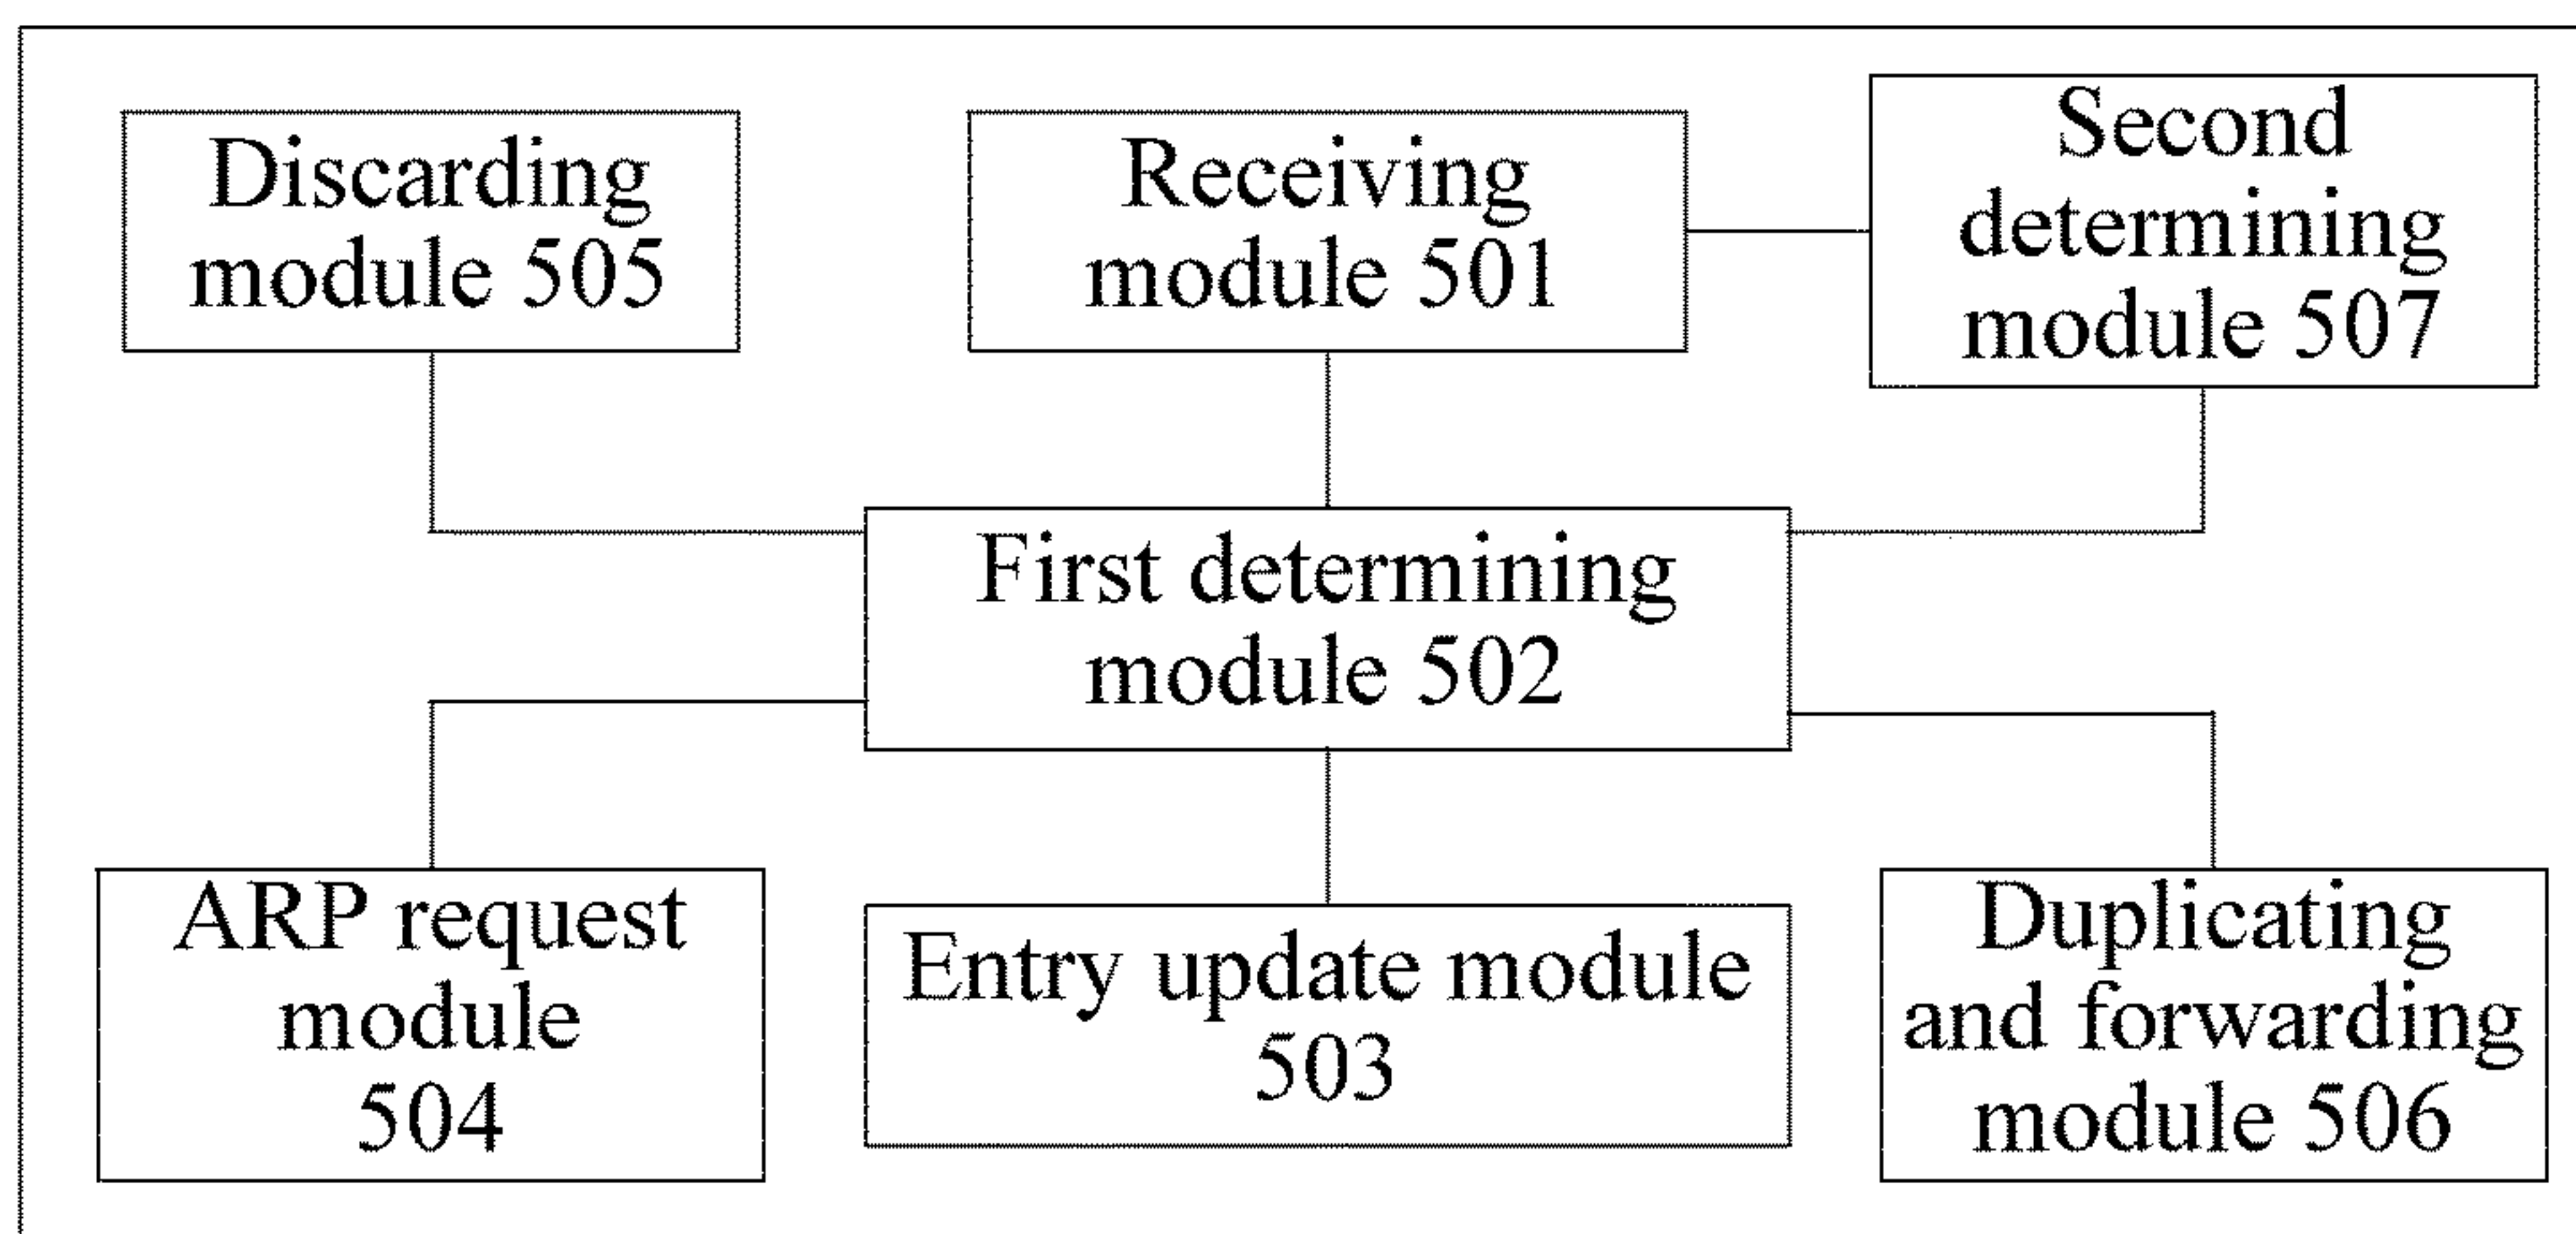 Discarding
module 505
Receiving
module 501
Second
determining
module 507
First determining
module 502
ARP request
module
504
Entry update module
503
Duplicating
and forwarding
module 506